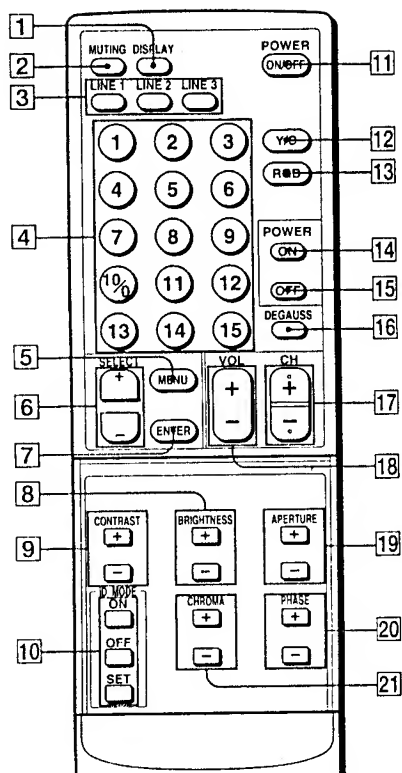 1
MUTING DISPLAY
2
POWER
ON/OFF
11
3
LINE 1 LINE 2 LINE 3
1 2 3
Y/C
12
RGB
13
4 5 6
4
7 8 9
POWER
ON
14
10/0 11 12
OFF
15
13 14 15
DEGAUSS
16
5
SELECT
MENU
VOL
CH
+
+
+
6
17
-
ENTER
-
-
7
18
8
9
CONTRAST
BRIGHTNESS
APERTURE
+
+
+
19
-
-
-
ID MODE
ON
CHROMA
PHASE
+
+
20
10
OFF
-
-
SET
21